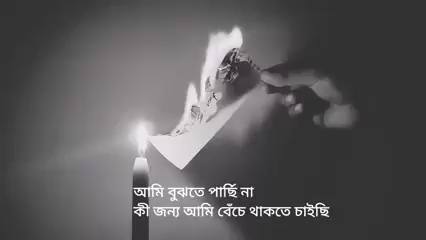 আমি বুঝতে পার্ছি না
কী জন্য আমি বেঁচে থাকতে চাইছি